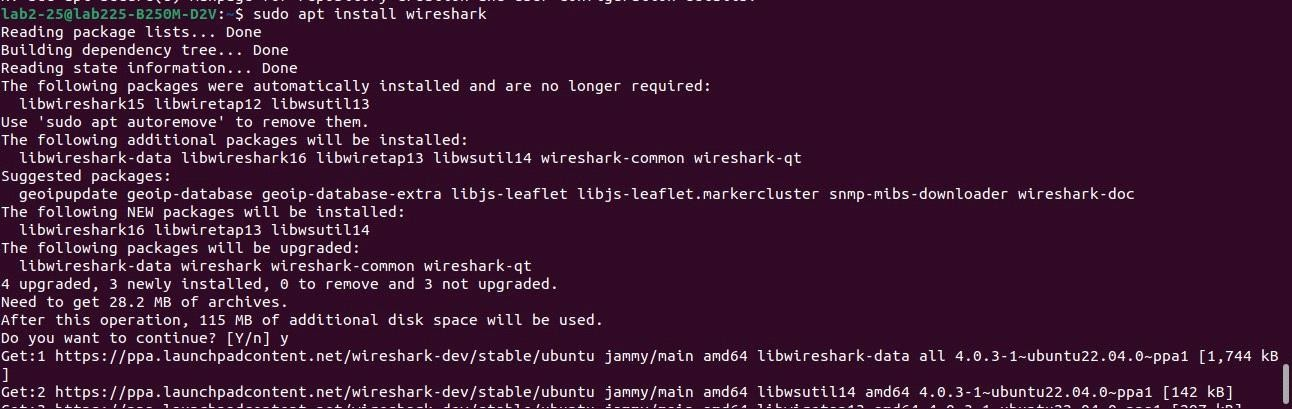 lab2-25@lab225-B250M-D2V:~$ sudo apt install wireshark
Reading package lists... Done
Building dependency tree... Done
Reading state information... Done
The following packages were automatically installed and are no longer required:
  libwireshark15 libwiretap12 libwsutil13
Use 'sudo apt autoremove' to remove them.
The following additional packages will be installed:
  libwireshark-data libwireshark16 libwiretap13 libwsutil14 wireshark-common wireshark-qt
Suggested packages:
  geoipupdate geoip-database geoip-database-extra libjs-leaflet libjs-leaflet.markercluster snmp-mibs-downloader wireshark-doc
The following NEW packages will be installed:
  libwireshark16 libwiretap13 libwsutil14
The following packages will be upgraded:
  libwireshark-data wireshark wireshark-common wireshark-qt
4 upgraded, 3 newly installed, 0 to remove and 3 not upgraded.
Need to get 28.2 MB of archives.
After this operation, 115 MB of additional disk space will be used.
Do you want to continue? [Y/n] y
Get:1 https://ppa.launchpadcontent.net/wireshark-dev/stable/ubuntu jammy/main amd64 libwireshark-data all 4.0.3-1~ubuntu22.04.0~ppa1 [1,744 kB
]
Get:2 https://ppa.launchpadcontent.net/wireshark-dev/stable/ubuntu jammy/main amd64 libwsutil14 amd64 4.0.3-1~ubuntu22.04.0~ppa1 [142 kB]